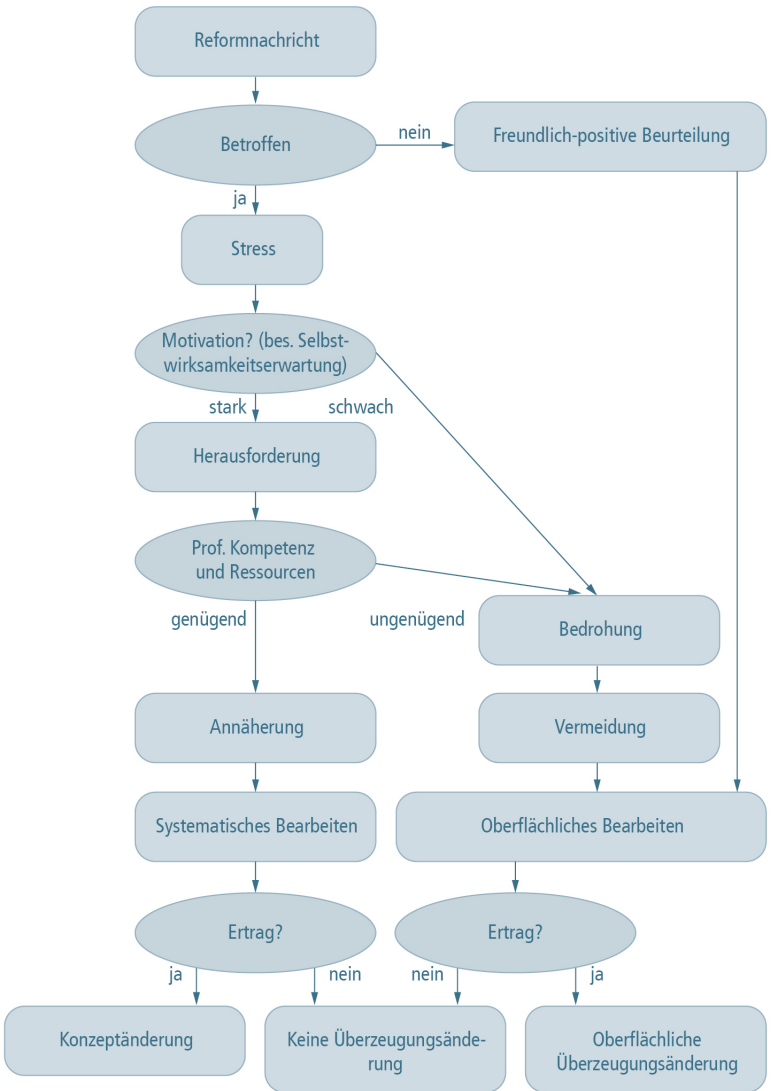 Reformnachricht
Betroffen
nein
Freundlich-positive Beurteilung
ja
Stress
Motivation? (bes. Selbst-
wirksamkeitserwartung)
stark
schwach
Herausforderung
Prof. Kompetenz
und Ressourcen
genügend
ungenügend
Bedrohung
Annäherung
Vermeidung
Systematisches Bearbeiten
Oberflächliches Bearbeiten
Ertrag?
Ertrag?
ja
nein
nein
ja
Konzeptänderung
Keine Überzeugungsände-
rung
Oberflächliche
Überzeugungsänderung